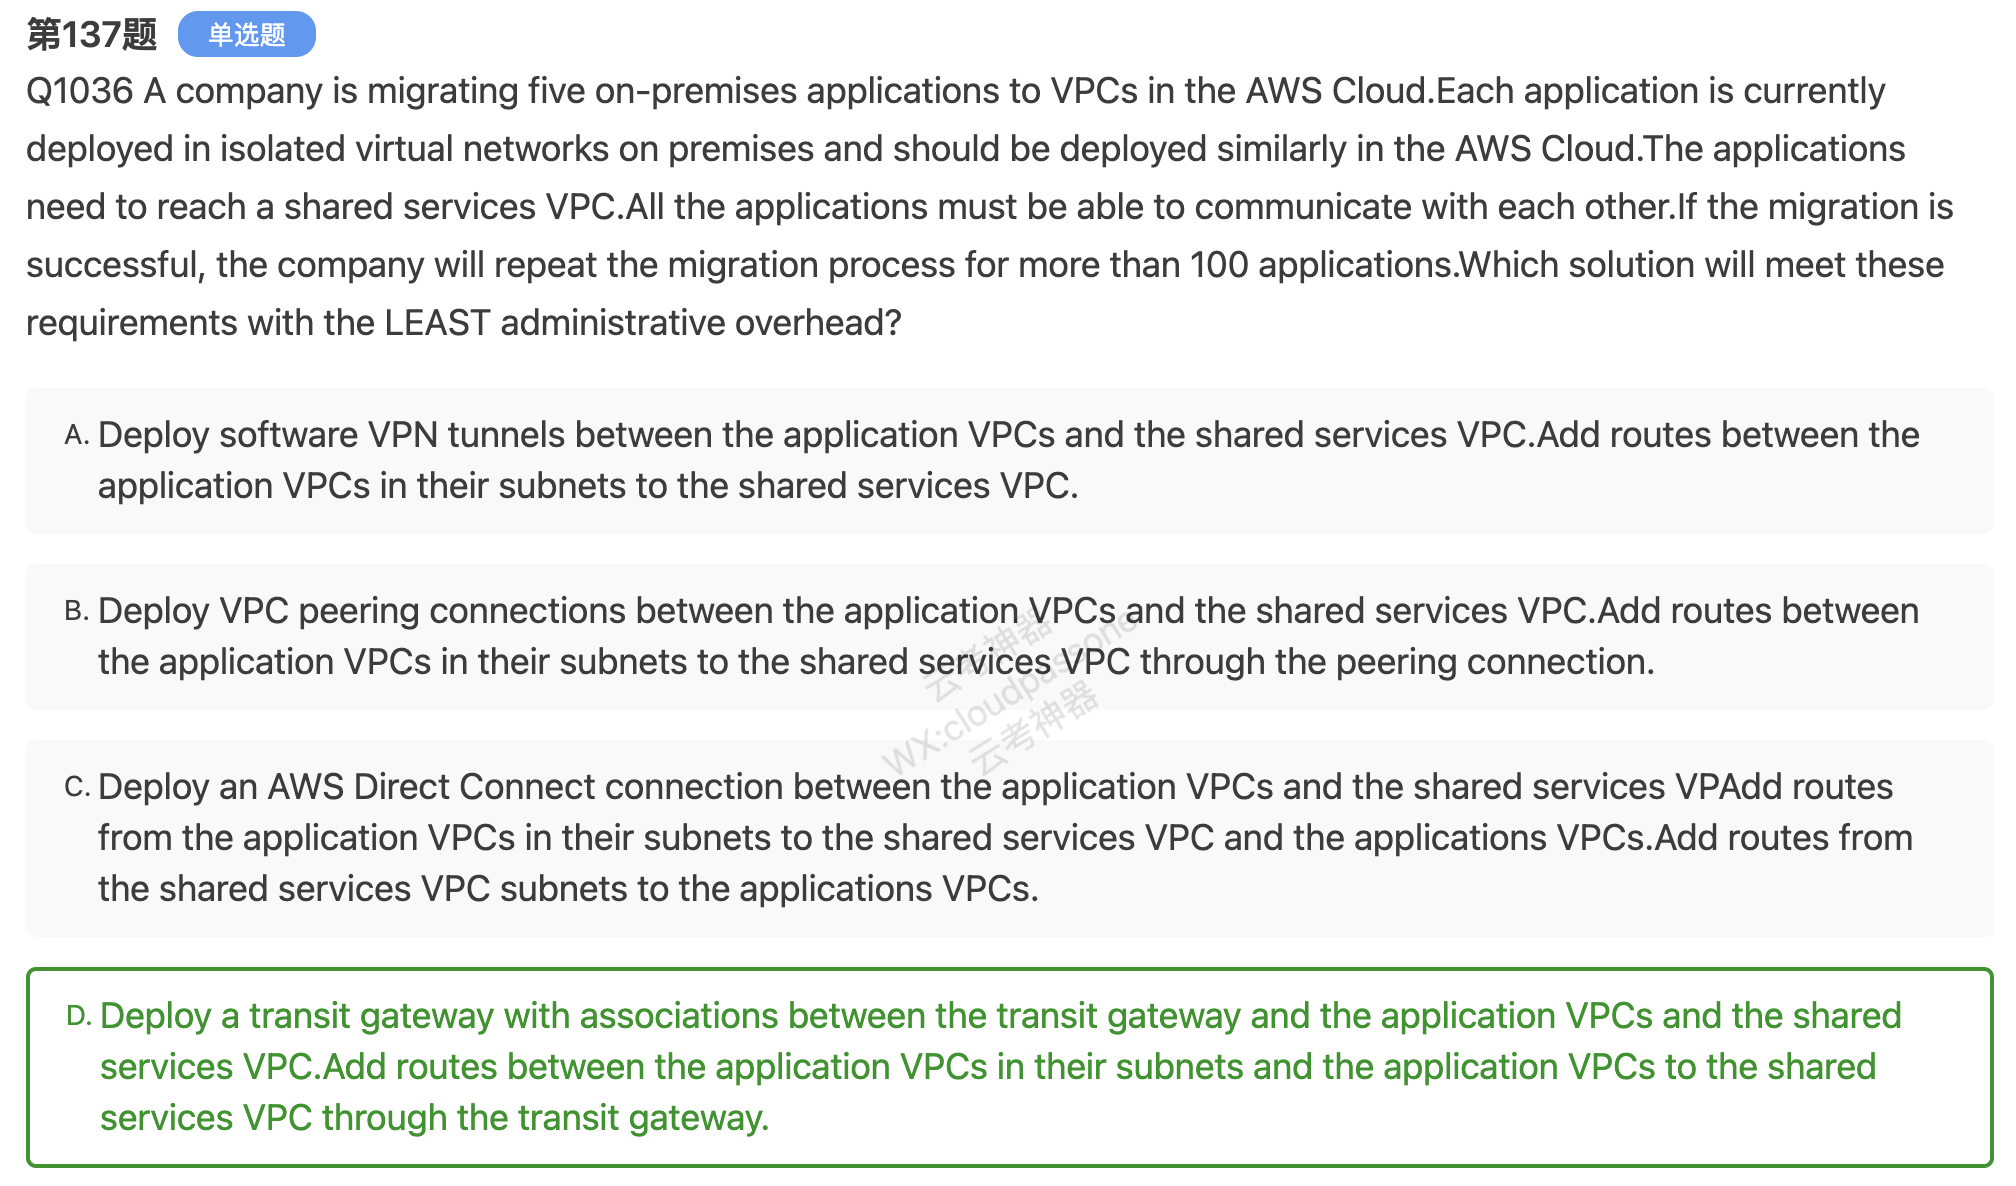 第137题 单选题
Q1036 A company is migrating five on-premises applications to VPCs in the AWS Cloud.Each application is currently
deployed in isolated virtual networks on premises and should be deployed similarly in the AWS Cloud.The applications
need to reach a shared services VPC.All the applications must be able to communicate with each other.If the migration is
successful, the company will repeat the migration process for more than 100 applications.Which solution will meet these
requirements with the LEAST administrative overhead?
A. Deploy software VPN tunnels between the application VPCs and the shared services VPC.Add routes between the
application VPCs in their subnets to the shared services VPC.
B. Deploy VPC peering connections between the application VPCs and the shared services VPC.Add routes between
the application VPCs in their subnets to the shared services VPC through the peering connection.
云考神器
WX:cloudpassone
云考神器
C. Deploy an AWS Direct Connect connection between the application VPCs and the shared services VPAdd routes
from the application VPCs in their subnets to the shared services VPC and the applications VPCs.Add routes from
the shared services VPC subnets to the applications VPCs.
D. Deploy a transit gateway with associations between the transit gateway and the application VPCs and the shared
services VPC.Add routes between the application VPCs in their subnets and the application VPCs to the shared
services VPC through the transit gateway.